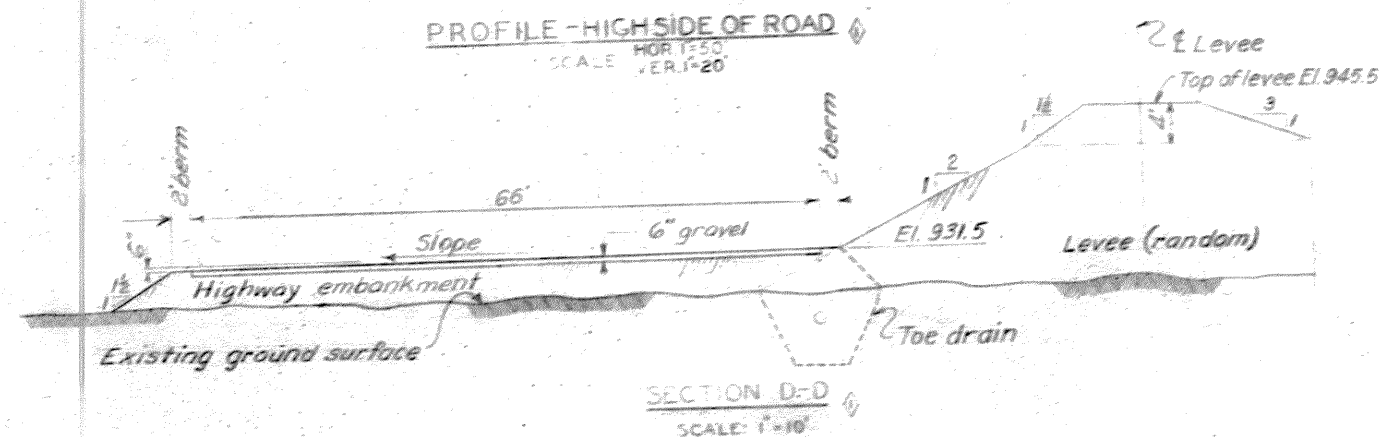 PROFILE-HIGHSIDE OF ROAD
SCALE HOR.1"=50'
VER.1"=20'
℄ Levee
Top of levee El. 945.5
1½
1
3
1
4'
2' berm
2' berm
2
1
66'
6" gravel
Slope
El. 931.5
Levee (random)
1½
1
Highway embankment
Existing ground surface
Toe drain
SECTION D-D
SCALE: 1"=10'